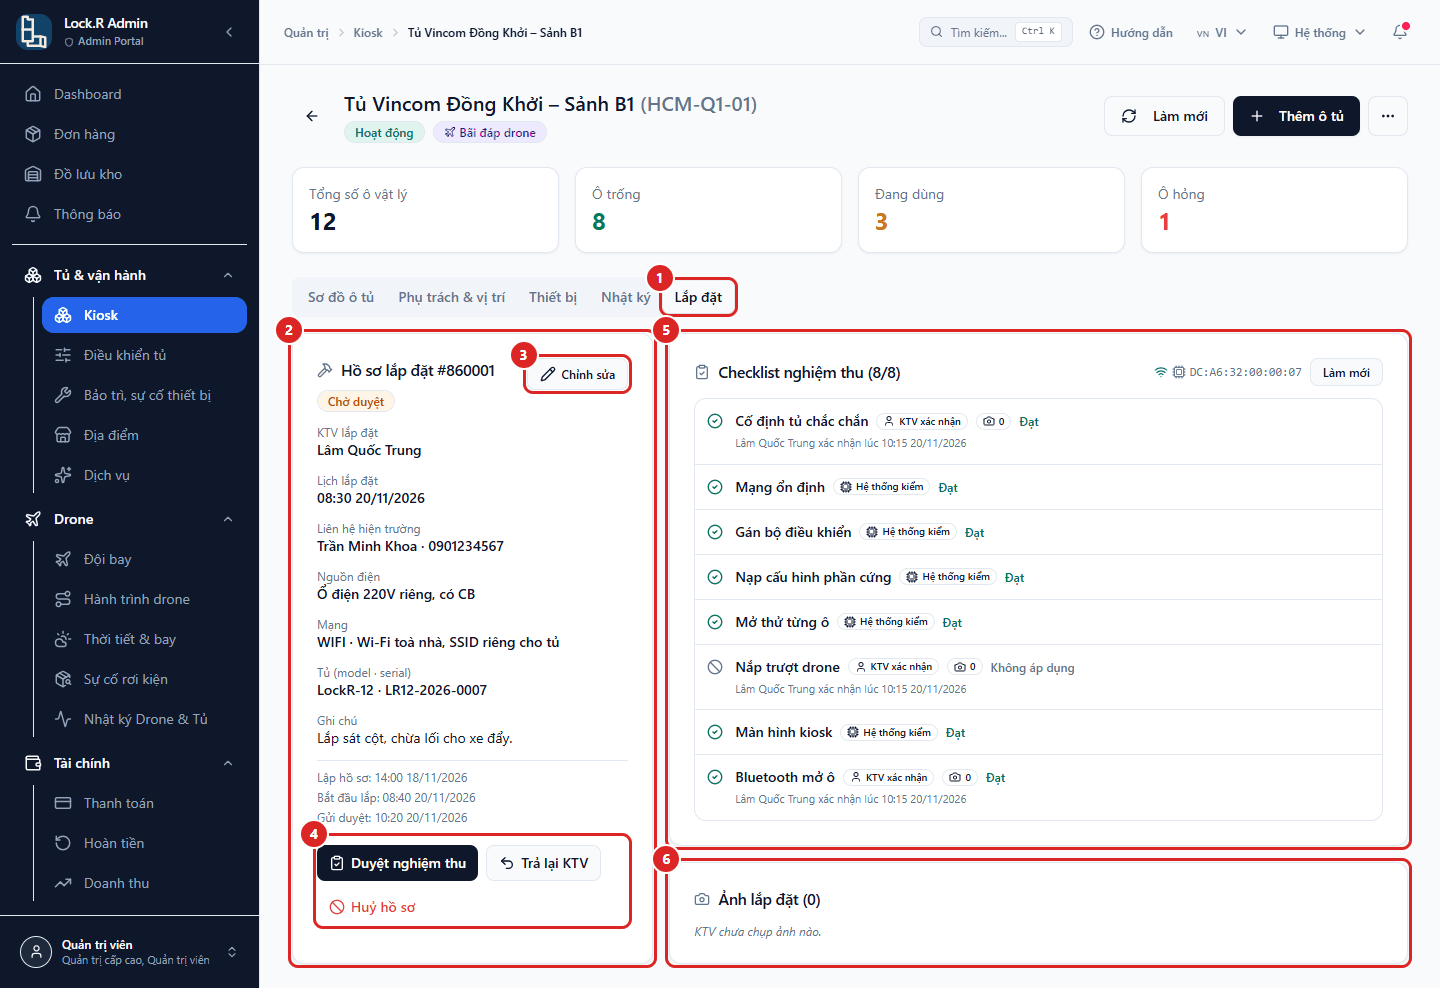 Lock.R Admin
Admin Portal
Dashboard
Đơn hàng
Đồ lưu kho
Thông báo
Tủ & vận hành
Kiosk
Điều khiển tủ
Bảo trì, sự cố thiết bị
Địa điểm
Dịch vụ
Drone
Đội bay
Hành trình drone
Thời tiết & bay
Sự cố rơi kiện
Nhật ký Drone & Tủ
Tài chính
Thanh toán
Hoàn tiền
Doanh thu
Quản trị viên
Quản trị cấp cao, Quản trị viên
Quản trị > Kiosk > Tủ Vincom Đồng Khởi – Sảnh B1
Tìm kiếm... Ctrl K
Hướng dẫn
VN VI
Hệ thống
Tủ Vincom Đồng Khởi – Sảnh B1 (HCM-Q1-01)
Hoạt động
Bãi đáp drone
Làm mới
Thêm ô tủ
Tổng số ô vật lý
12
Ô trống
8
Đang dùng
3
Ô hỏng
1
Sơ đồ ô tủ
Phụ trách & vị trí
Thiết bị
Nhật ký
1
Lắp đặt
2
Hồ sơ lắp đặt #860001
3
Chỉnh sửa
Chờ duyệt
KTV lắp đặt
Lâm Quốc Trung
Lịch lắp đặt
08:30 20/11/2026
Liên hệ hiện trường
Trần Minh Khoa · 0901234567
Nguồn điện
Ổ điện 220V riêng, có CB
Mạng
WIFI · Wi-Fi toà nhà, SSID riêng cho tủ
Tủ (model · serial)
LockR-12 · LR12-2026-0007
Ghi chú
Lắp sát cột, chừa lối cho xe đẩy.
Lập hồ sơ: 14:00 18/11/2026
Bắt đầu lắp: 08:40 20/11/2026
Gửi duyệt: 10:20 20/11/2026
4
Duyệt nghiệm thu
Trả lại KTV
Huỷ hồ sơ
5
Checklist nghiệm thu (8/8)
DC:A6:32:00:00:07
Làm mới
Cố định tủ chắc chắn KTV xác nhận 0 Đạt
Lâm Quốc Trung xác nhận lúc 10:15 20/11/2026
Mạng ổn định Hệ thống kiểm Đạt
Gán bộ điều khiển Hệ thống kiểm Đạt
Nạp cấu hình phần cứng Hệ thống kiểm Đạt
Mở thử từng ô Hệ thống kiểm Đạt
Nắp trượt drone KTV xác nhận 0 Không áp dụng
Lâm Quốc Trung xác nhận lúc 10:15 20/11/2026
Màn hình kiosk Hệ thống kiểm Đạt
Bluetooth mở ô KTV xác nhận 0 Đạt
Lâm Quốc Trung xác nhận lúc 10:15 20/11/2026
6
Ảnh lắp đặt (0)
KTV chưa chụp ảnh nào.